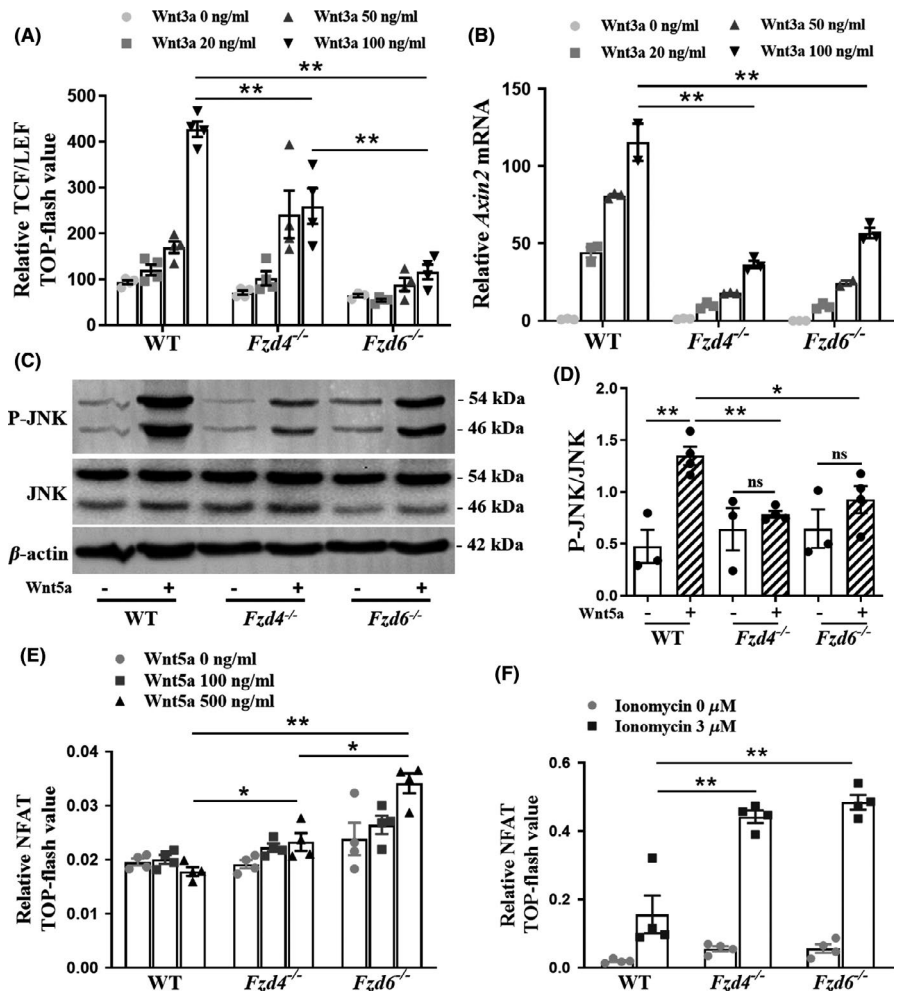 (A)
Wnt3a 0 ng/ml
Wnt3a 50 ng/ml
Wnt3a 20 ng/ml
Wnt3a 100 ng/ml
**
**
**
Relative TCF/LEF
TOP-flash value
500
400
300
200
100
0
WT
Fzd4-/-
Fzd6-/-
(B)
Wnt3a 0 ng/ml
Wnt3a 50 ng/ml
Wnt3a 20 ng/ml
Wnt3a 100 ng/ml
**
**
Relative Axin2 mRNA
150
100
50
0
WT
Fzd4-/-
Fzd6-/-
(C)
P-JNK
- 54 kDa
- 46 kDa
JNK
- 54 kDa
- 46 kDa
β-actin
- 42 kDa
Wnt5a
- + - + - +
WT
Fzd4-/-
Fzd6-/-
(D)
*
**
**
ns
ns
P-JNK/JNK
2.0
1.5
1.0
0.5
0.0
Wnt5a
- + - + - +
WT
Fzd4-/-
Fzd6-/-
(E)
Wnt5a 0 ng/ml
Wnt5a 100 ng/ml
Wnt5a 500 ng/ml
**
*
*
Relative NFAT
TOP-flash value
0.04
0.03
0.02
0.01
0.00
WT
Fzd4-/-
Fzd6-/-
(F)
Ionomycin 0 μM
Ionomycin 3 μM
**
**
Relative NFAT
TOP-flash value
0.6
0.4
0.2
0.0
WT
Fzd4-/-
Fzd6-/-